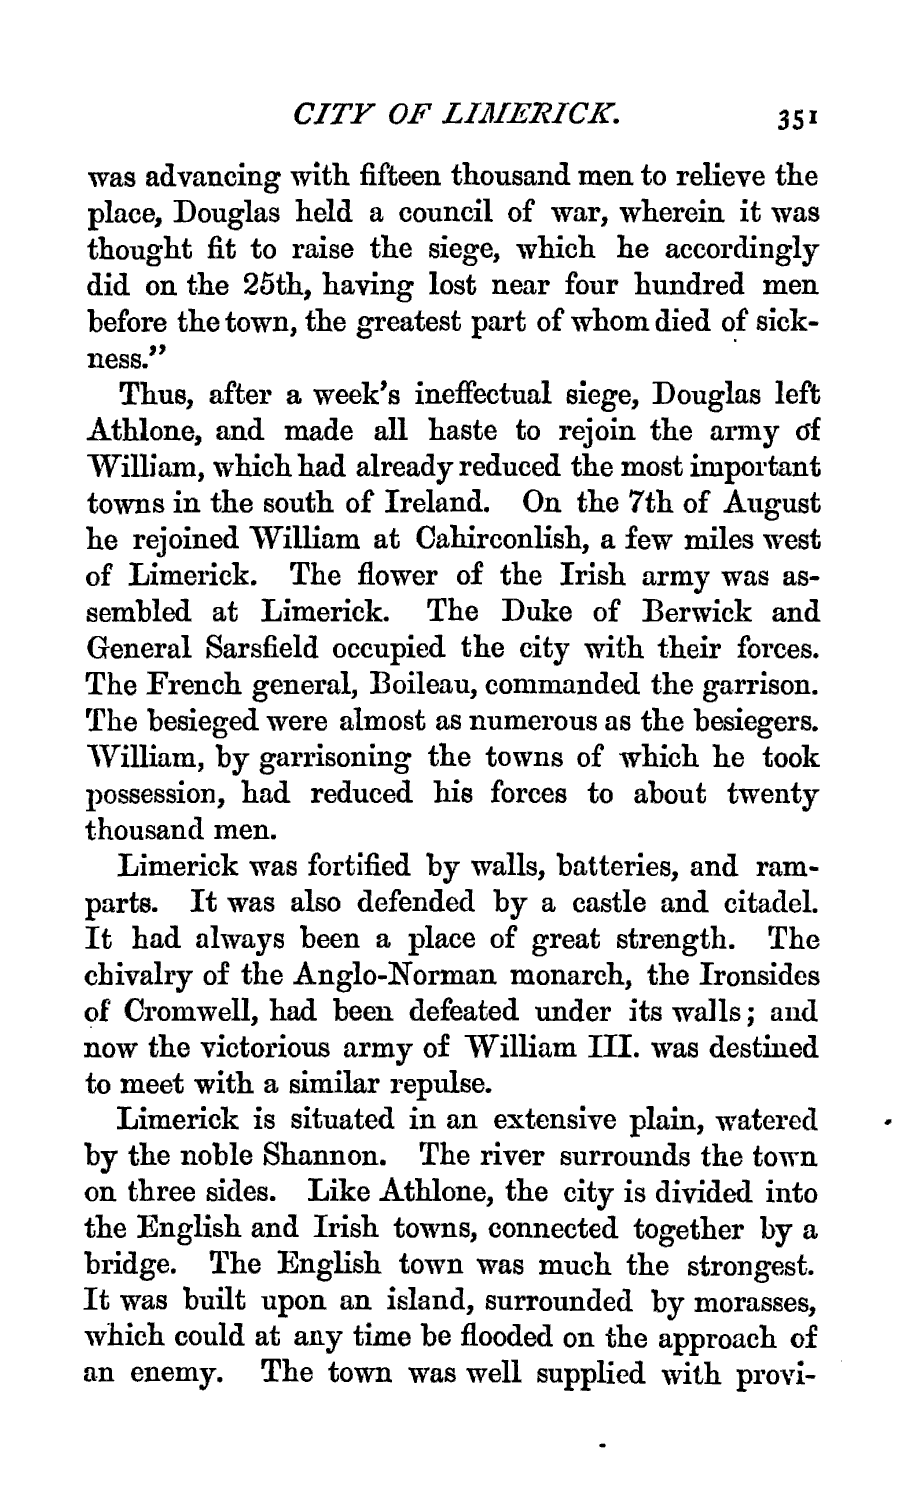 CITY OF LIMERICK. 351
was advancing with fifteen thousand men to relieve the
place, Douglas held a council of war, wherein it was
thought fit to raise the siege, which he accordingly
did on the 25th, having lost near four hundred men
before the town, the greatest part of whom died of sick-
ness.”
Thus, after a week’s ineffectual siege, Douglas left
Athlone, and made all haste to rejoin the army of
William, which had already reduced the most important
towns in the south of Ireland. On the 7th of August
he rejoined William at Cahirconlish, a few miles west
of Limerick. The flower of the Irish army was as-
sembled at Limerick. The Duke of Berwick and
General Sarsfield occupied the city with their forces.
The French general, Boileau, commanded the garrison.
The besieged were almost as numerous as the besiegers.
William, by garrisoning the towns of which he took
possession, had reduced his forces to about twenty
thousand men.
Limerick was fortified by walls, batteries, and ram-
parts. It was also defended by a castle and citadel.
It had always been a place of great strength. The
chivalry of the Anglo-Norman monarch, the Ironsides
of Cromwell, had been defeated under its walls; and
now the victorious army of William III. was destined
to meet with a similar repulse.
Limerick is situated in an extensive plain, watered
by the noble Shannon. The river surrounds the town
on three sides. Like Athlone, the city is divided into
the English and Irish towns, connected together by a
bridge. The English town was much the strongest.
It was built upon an island, surrounded by morasses,
which could at any time be flooded on the approach of
an enemy. The town was well supplied with provi-